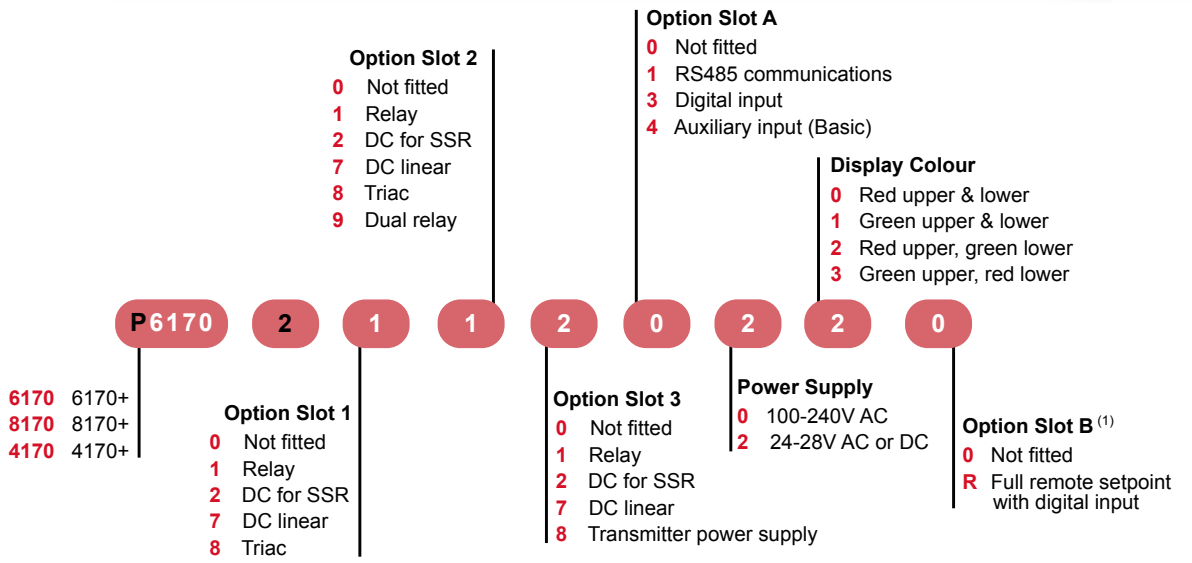 Option Slot A
0 Not fitted
1 RS485 communications
3 Digital input
4 Auxiliary input (Basic)
Option Slot 2
0 Not fitted
1 Relay
2 DC for SSR
7 DC linear
8 Triac
9 Dual relay
Display Colour
0 Red upper & lower
1 Green upper & lower
2 Red upper, green lower
3 Green upper, red lower
P6170 2 1 1 2 0 2 2 0
6170 6170+
8170 8170+
4170 4170+
Option Slot 1
0 Not fitted
1 Relay
2 DC for SSR
7 DC linear
8 Triac
Option Slot 3
0 Not fitted
1 Relay
2 DC for SSR
7 DC linear
8 Transmitter power supply
Power Supply
0 100-240V AC
2 24-28V AC or DC
Option Slot B (1)
0 Not fitted
R Full remote setpoint
with digital input